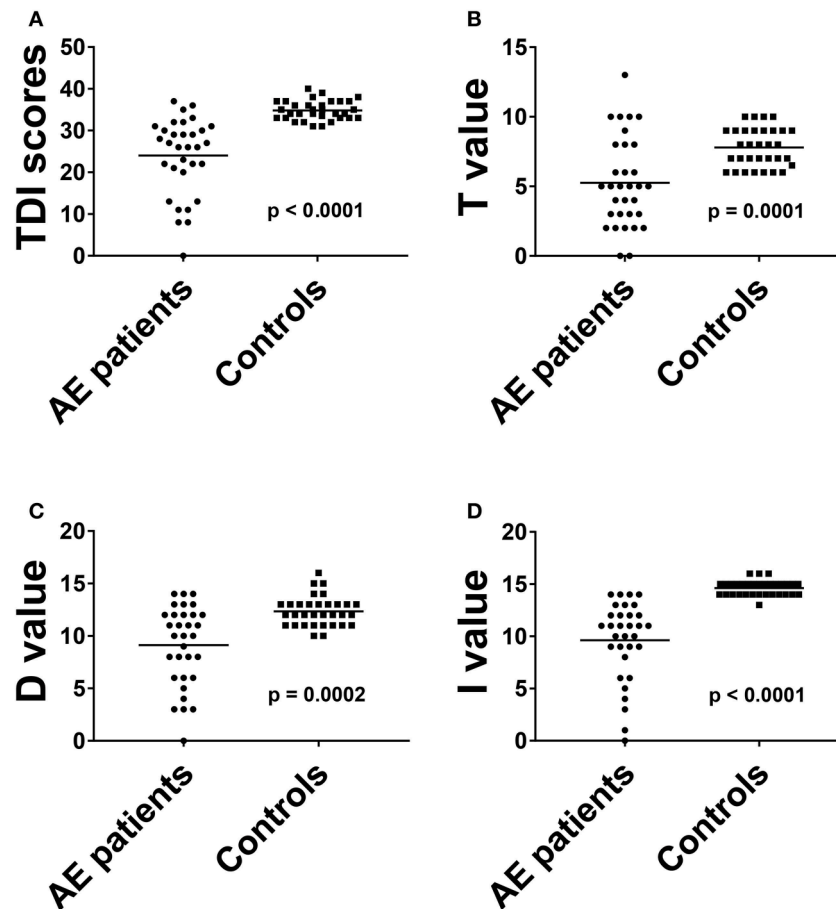 A
TDI scores
50
40
30
20
10
0
p < 0.0001
AE patients
Controls
B
T value
15
10
5
0
p = 0.0001
AE patients
Controls
C
D value
20
15
10
5
0
p = 0.0002
AE patients
Controls
D
I value
20
15
10
5
0
p < 0.0001
AE patients
Controls